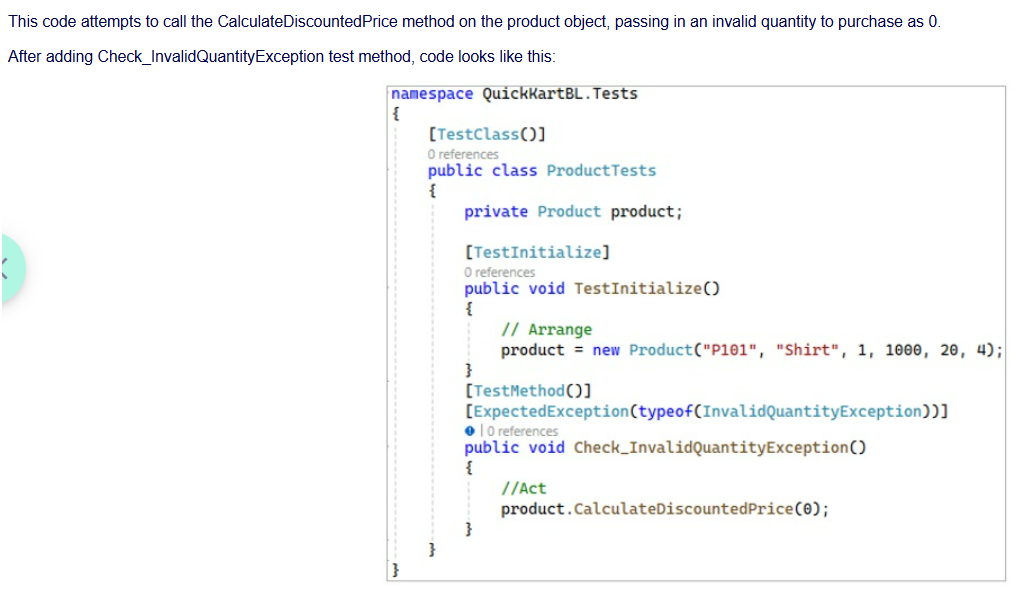 This code attempts to call the CalculateDiscountedPrice method on the product object, passing in an invalid quantity to purchase as 0.
After adding Check_InvalidQuantityException test method, code looks like this:
namespace QuickKartBL.Tests
{
[TestClass()]
0 references
public class ProductTests
{
private Product product;
[TestInitialize]
0 references
public void TestInitialize()
{
// Arrange
product = new Product("P101", "Shirt", 1, 1000, 20, 4);
}
[TestMethod()]
[ExpectedException(typeof(InvalidQuantityException))]
| 0 references
public void Check_InvalidQuantityException()
{
//Act
product.CalculateDiscountedPrice(0);
}
}
}